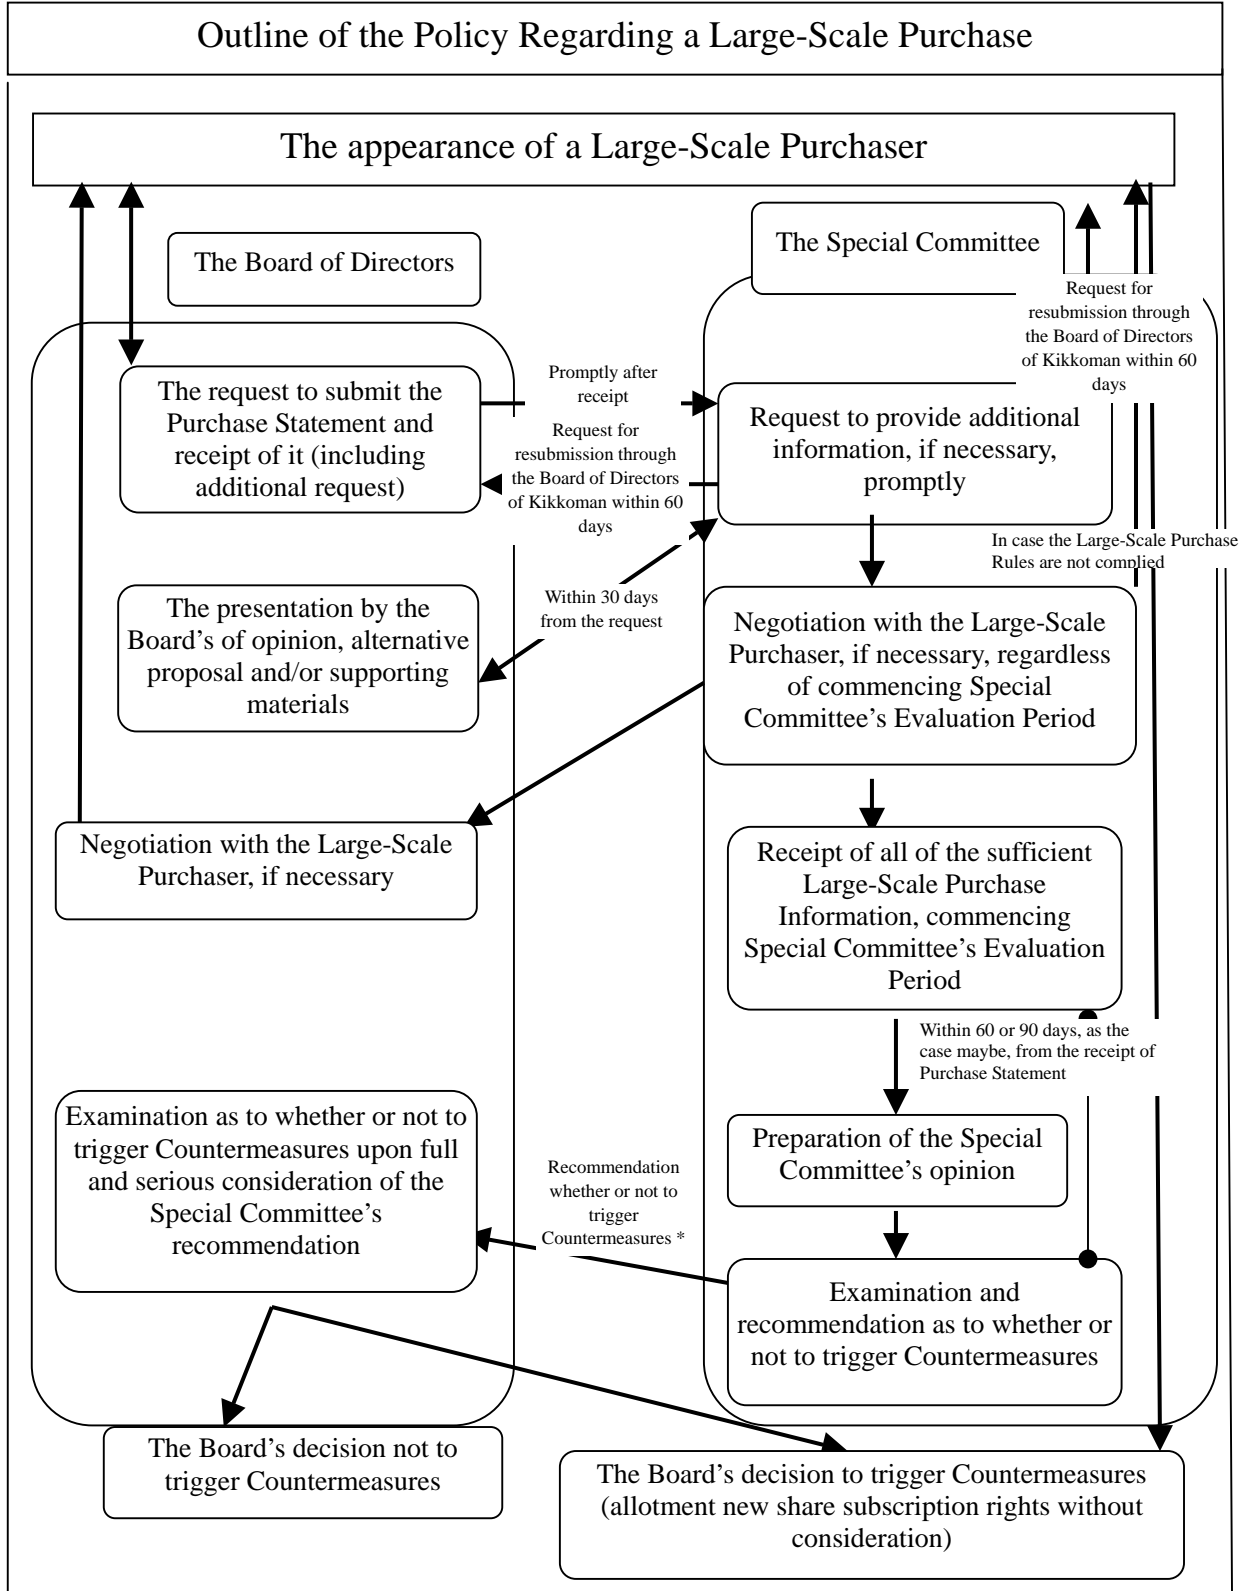 Outline of the Policy Regarding a Large-Scale Purchase
The appearance of a Large-Scale Purchaser
The Board of Directors
The Special Committee
Request for
resubmission through
the Board of Directors
of Kikkoman within 60
days
The request to submit the
Purchase Statement and
receipt of it (including
additional request)
Promptly after
receipt
Request for
resubmission through
the Board of Directors
of Kikkoman within 60
days
Request to provide additional
information, if necessary,
promptly
In case the Large-Scale Purchase
Rules are not complied
The presentation by the
Board’s of opinion, alternative
proposal and/or supporting
materials
Within 30 days
from the request
Negotiation with the Large-Scale
Purchaser, if necessary, regardless
of commencing Special
Committee’s Evaluation Period
Negotiation with the Large-Scale
Purchaser, if necessary
Receipt of all of the sufficient
Large-Scale Purchase
Information, commencing
Special Committee’s Evaluation
Period
Within 60 or 90 days, as the
case maybe, from the receipt of
Purchase Statement
Examination as to whether or not to
trigger Countermeasures upon full
and serious consideration of the
Special Committee’s
recommendation
Preparation of the Special
Committee’s opinion
Recommendation
whether or not to
trigger
Countermeasures *
Examination and
recommendation as to whether or
not to trigger Countermeasures
The Board’s decision not to
trigger Countermeasures
The Board’s decision to trigger Countermeasures
(allotment new share subscription rights without
consideration)